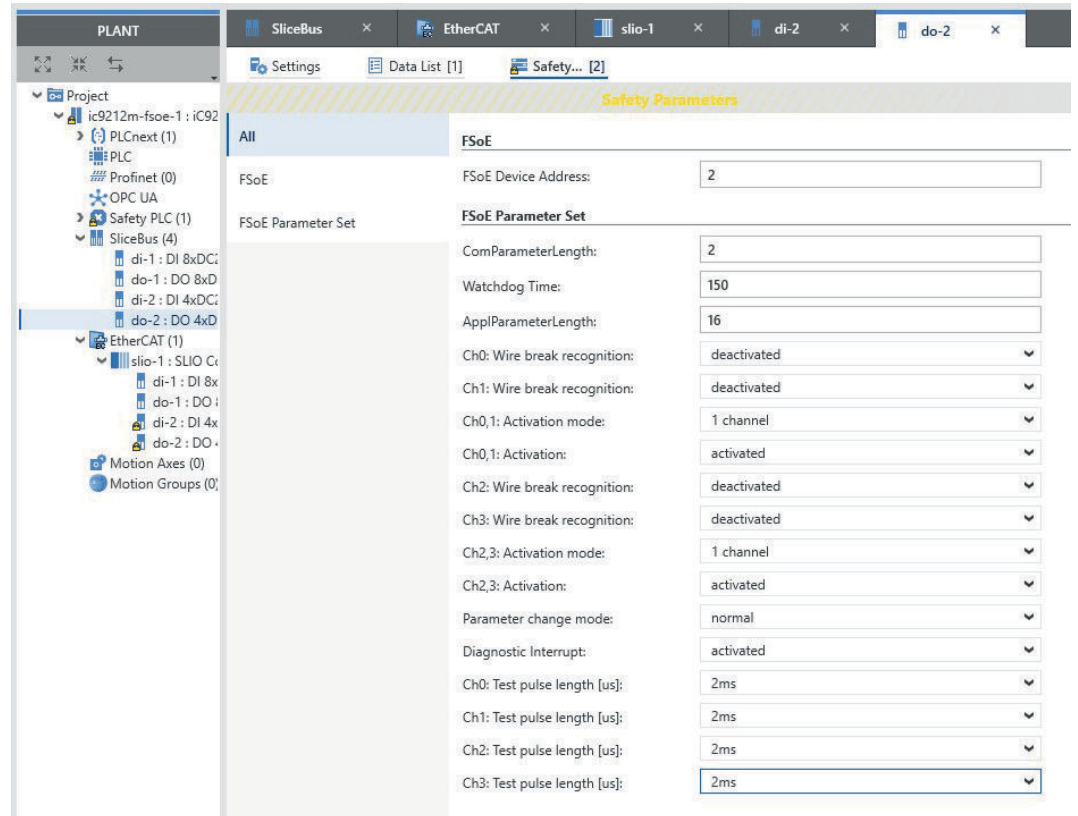 PLANT
SliceBus
EtherCAT
slio-1
di-2
do-2
Settings
Data List [1]
Safety... [2]
Safety Parameters
Project
ic9212m-fsoe-1 : iC92
PLCnext (1)
PLC
Profinet (0)
OPC UA
Safety PLC (1)
SliceBus (4)
di-1 : DI 8xDC2
do-1 : DO 8xD
di-2 : DI 4xDC2
do-2 : DO 4xD
EtherCAT (1)
slio-1 : SLIO Co
di-1 : DI 8x
do-1 : DO 8
di-2 : DI 4x
do-2 : DO 4
Motion Axes (0)
Motion Groups (0)
All
FSoE
FSoE Parameter Set
FSoE
FSoE Device Address: 2
FSoE Parameter Set
ComParameterLength: 2
Watchdog Time: 150
ApplParameterLength: 16
Ch0: Wire break recognition: deactivated
Ch1: Wire break recognition: deactivated
Ch0,1: Activation mode: 1 channel
Ch0,1: Activation: activated
Ch2: Wire break recognition: deactivated
Ch3: Wire break recognition: deactivated
Ch2,3: Activation mode: 1 channel
Ch2,3: Activation: activated
Parameter change mode: normal
Diagnostic Interrupt: activated
Ch0: Test pulse length [us]: 2ms
Ch1: Test pulse length [us]: 2ms
Ch2: Test pulse length [us]: 2ms
Ch3: Test pulse length [us]: 2ms